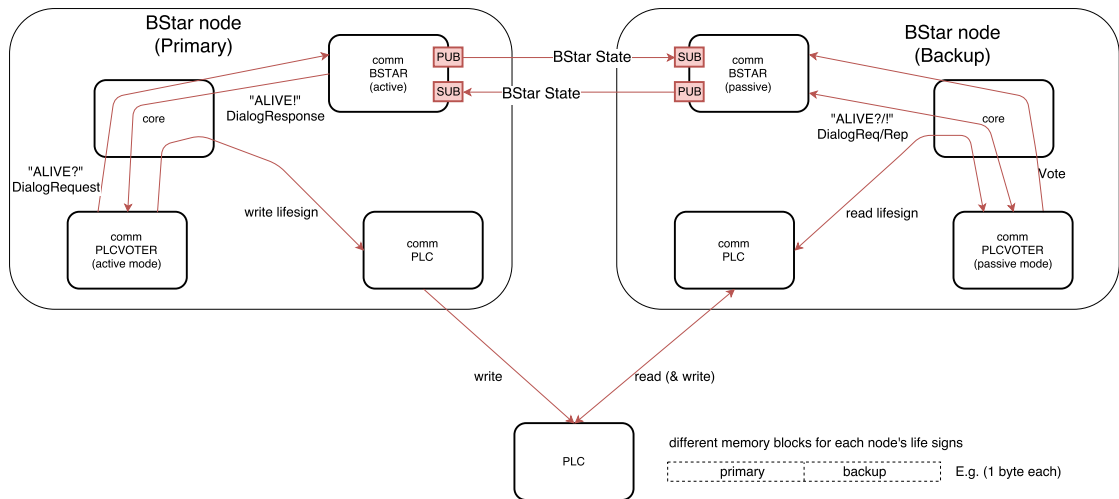 BStar node
(Primary)
BStar node
(Backup)
comm
BSTAR
(active)
PUB
SUB
BStar State
BStar State
SUB
PUB
comm
BSTAR
(passive)
core
"ALIVE!"
DialogResponse
"ALIVE?"
DialogRequest
write lifesign
comm
PLCVOTER
(active mode)
comm
PLC
core
"ALIVE?/!"
DialogReq/Rep
Vote
read lifesign
comm
PLC
comm
PLCVOTER
(passive mode)
write
read (& write)
PLC
different memory blocks for each node's life signs
primary
backup
E.g. (1 byte each)